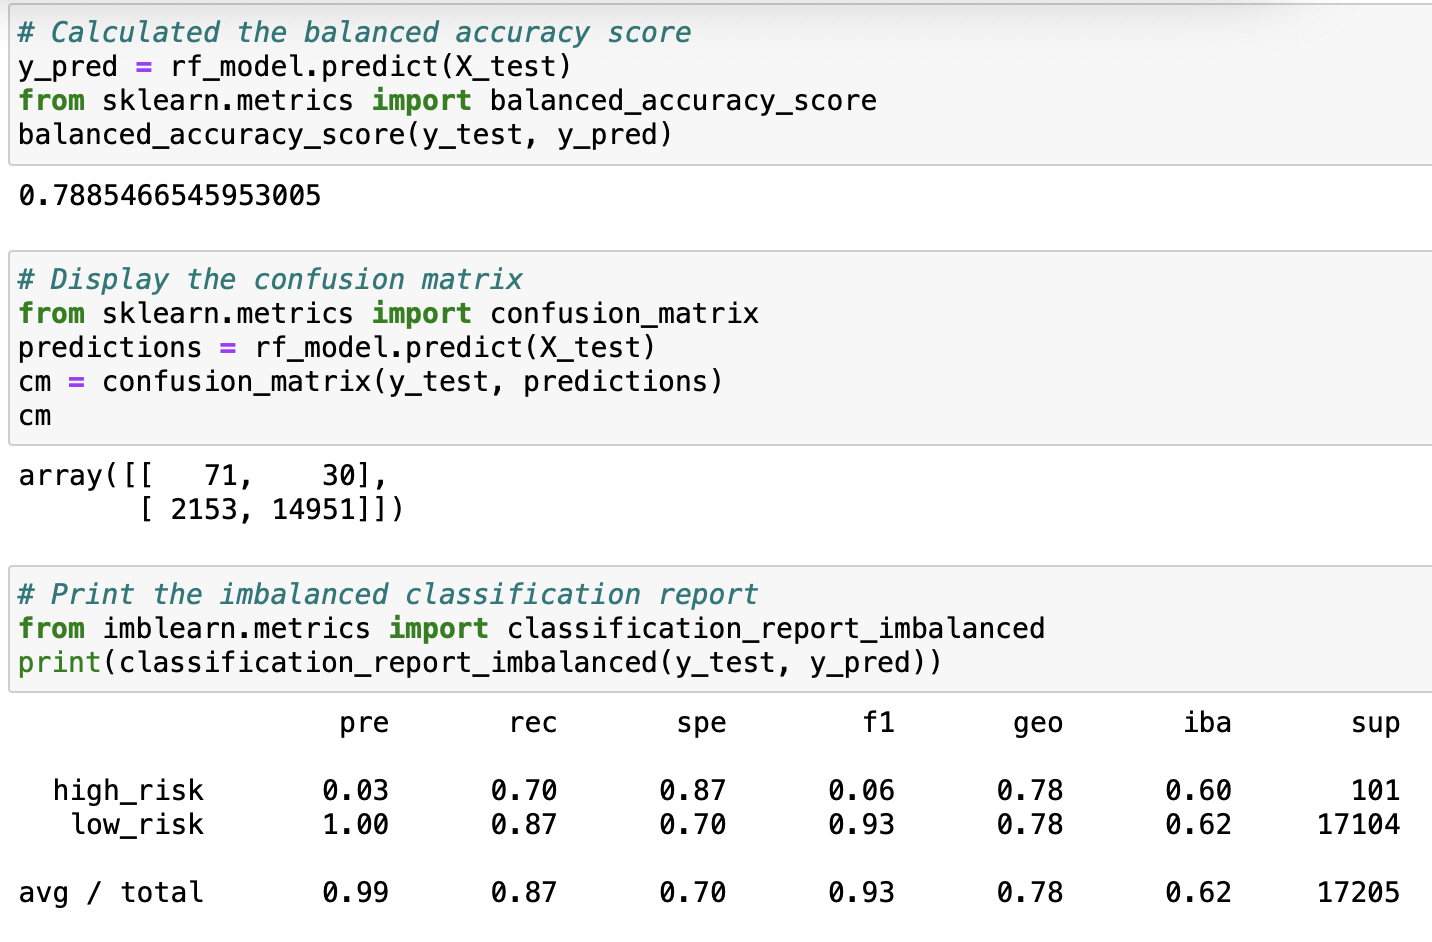 # Calculated the balanced accuracy score
y_pred = rf_model.predict(X_test)
from sklearn.metrics import balanced_accuracy_score
balanced_accuracy_score(y_test, y_pred)
0.7885466545953005
# Display the confusion matrix
from sklearn.metrics import confusion_matrix
predictions = rf_model.predict(X_test)
cm = confusion_matrix(y_test, predictions)
cm
array([[   71,    30],
       [ 2153, 14951]])
# Print the imbalanced classification report
from imblearn.metrics import classification_report_imbalanced
print(classification_report_imbalanced(y_test, y_pred))
                   pre       rec       spe        f1       geo       iba       sup
  high_risk       0.03      0.70      0.87      0.06      0.78      0.60       101
   low_risk       1.00      0.87      0.70      0.93      0.78      0.62     17104
avg / total       0.99      0.87      0.70      0.93      0.78      0.62     17205